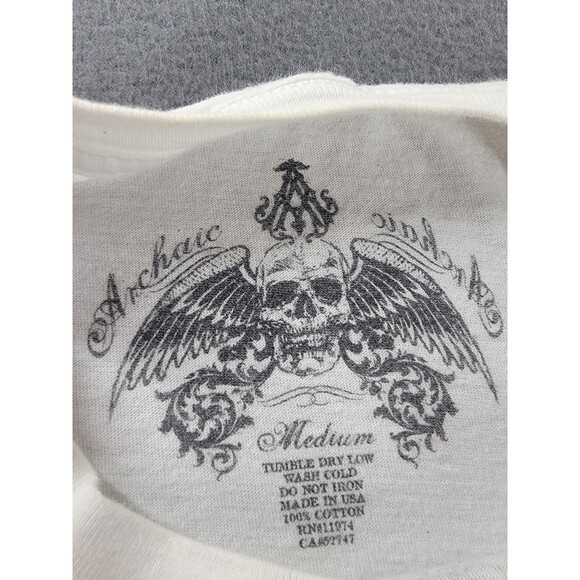 A
Archaic
Archaic
Medium
TUMBLE DRY LOW
WASH COLD
DO NOT IRON
MADE IN USA
100% COTTON
RN#11974
CA#52747